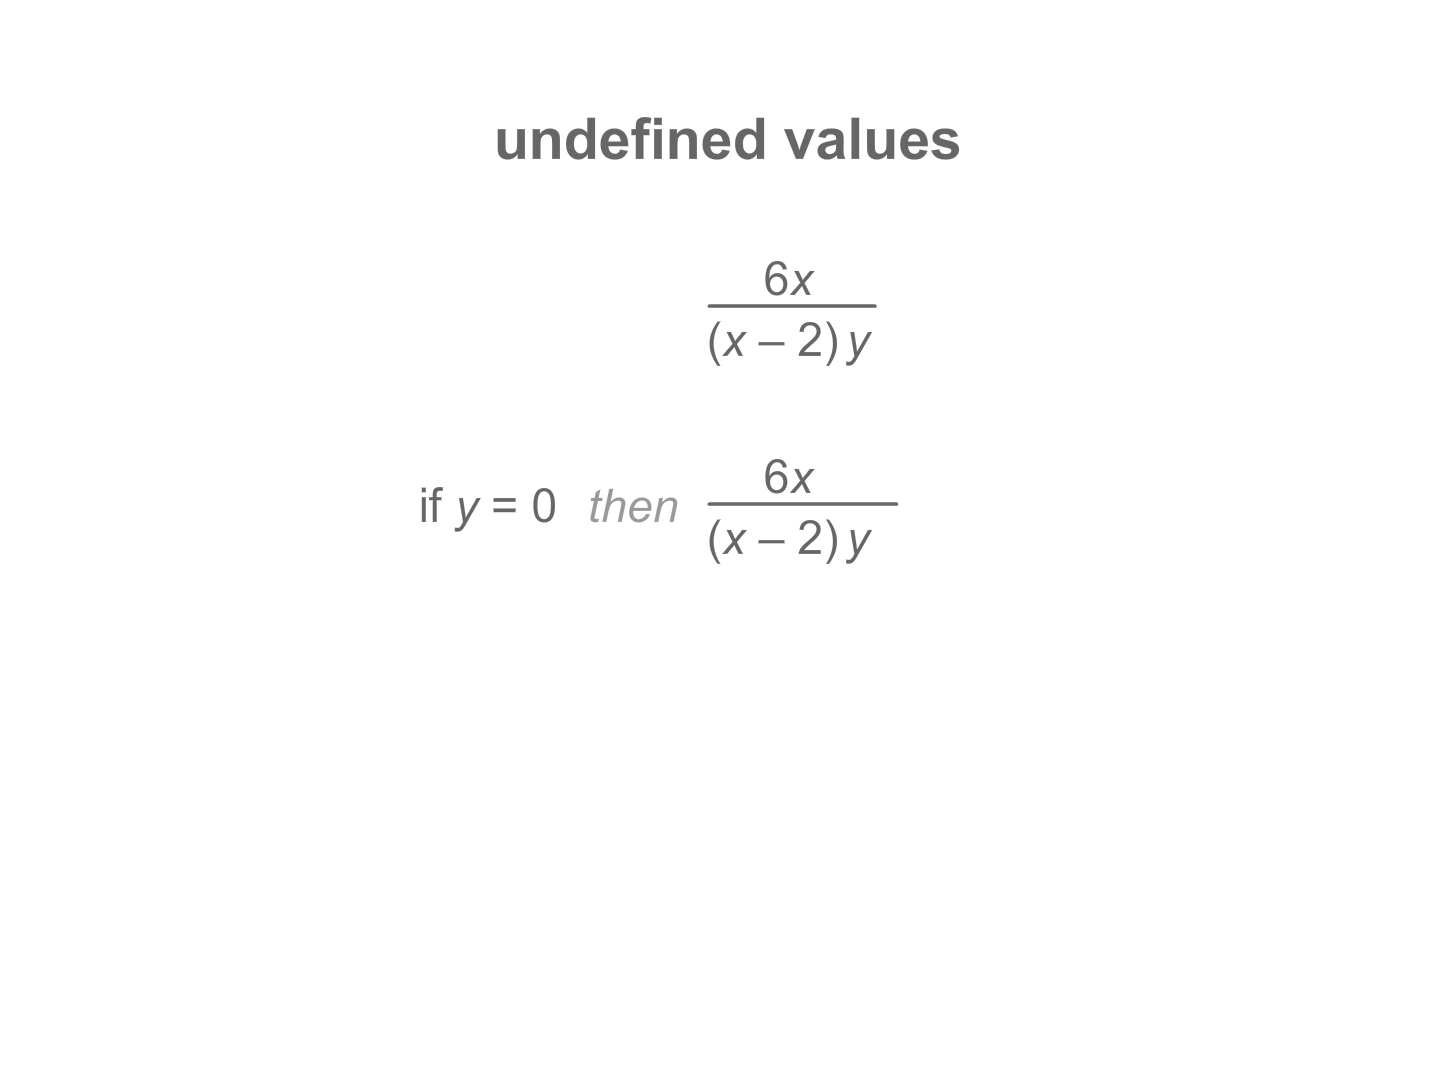 undefined values
6x
(x – 2) y
if y = 0 then 6x
(x – 2) y